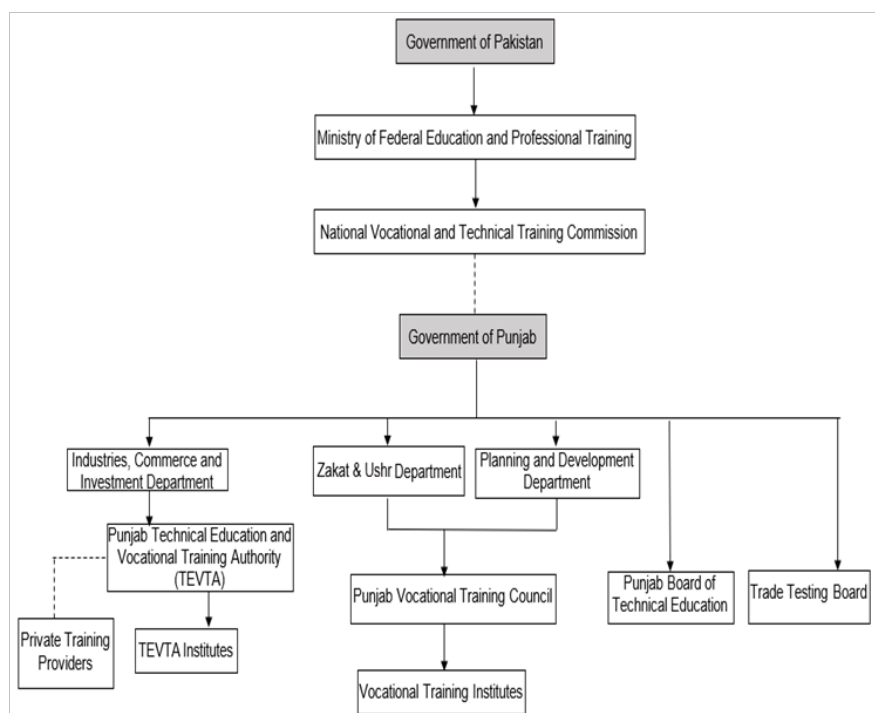 Government of Pakistan
Ministry of Federal Education and Professional Training
National Vocational and Technical Training Commission
Government of Punjab
Industries, Commerce and
Investment Department
Zakat & Ushr Department
Planning and Development
Department
Punjab Technical Education and
Vocational Training Authority
(TEVTA)
Punjab Vocational Training Council
Punjab Board of
Technical Education
Trade Testing Board
Private Training
Providers
TEVTA Institutes
Vocational Training Institutes